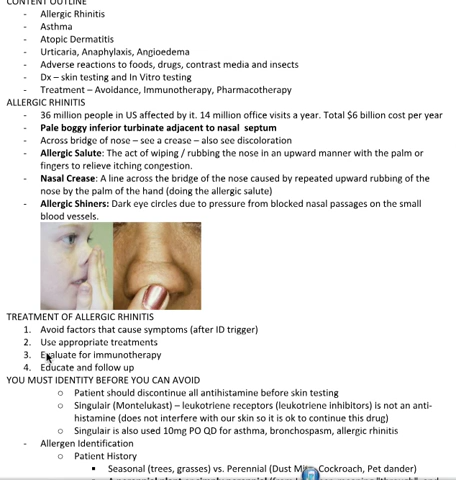 CONTENT OUTLINE
- Allergic Rhinitis
- Asthma
- Atopic Dermatitis
- Urticaria, Anaphylaxis, Angioedema
- Adverse reactions to foods, drugs, contrast media and insects
- Dx – skin testing and In Vitro testing
- Treatment – Avoidance, Immunotherapy, Pharmacotherapy
ALLERGIC RHINITIS
- 36 million people in US affected by it. 14 million office visits a year. Total $6 billion cost per year
- Pale boggy inferior turbinate adjacent to nasal septum
- Across bridge of nose – see a crease – also see discoloration
- Allergic Salute: The act of wiping / rubbing the nose in an upward manner with the palm or
fingers to relieve itching congestion.
- Nasal Crease: A line across the bridge of the nose caused by repeated upward rubbing of the
nose by the palm of the hand (doing the allergic salute)
- Allergic Shiners: Dark eye circles due to pressure from blocked nasal passages on the small
blood vessels.
TREATMENT OF ALLERGIC RHINITIS
1. Avoid factors that cause symptoms (after ID trigger)
2. Use appropriate treatments
3. Evaluate for immunotherapy
4. Educate and follow up
YOU MUST IDENTITY BEFORE YOU CAN AVOID
o Patient should discontinue all antihistamine before skin testing
o Singulair (Montelukast) – leukotriene receptors (leukotriene inhibitors) is not an anti-
histamine (does not interfere with our skin so it is ok to continue this drug)
o Singulair is also used 10mg PO QD for asthma, bronchospasm, allergic rhinitis
- Allergen Identification
o Patient History
▪ Seasonal (trees, grasses) vs. Perennial (Dust Mite, Cockroach, Pet dander)